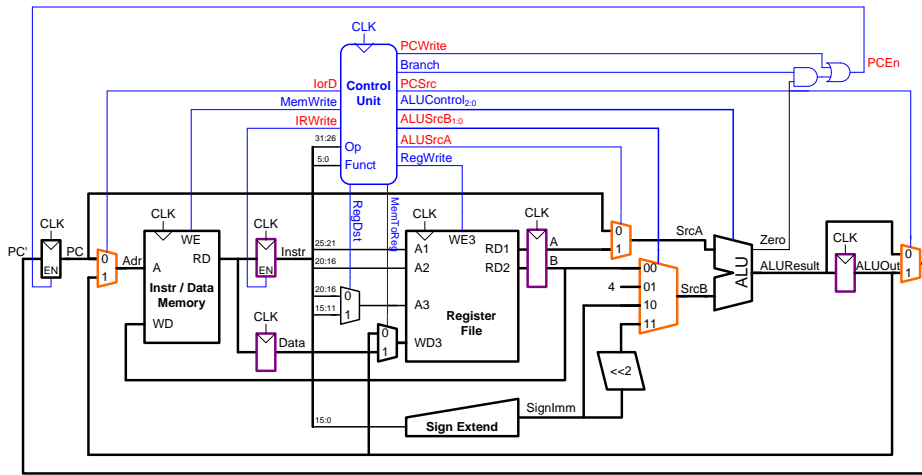 CLK
PCWrite
Branch
PCEn
IorD
Control
Unit
PCSrc
MemWrite
ALUControl2:0
IRWrite
ALUSrcB1:0
31:26
Op
ALUSrcA
5:0
Funct
RegWrite
RegDst
MemToReg
CLK
CLK
CLK
CLK
CLK
CLK
PC'
PC
EN
0
1
Adr
WE
A
RD
Instr / Data
Memory
WD
EN
Instr
25:21
A1
WE3
RD1
A
0
1
SrcA
Zero
20:16
A2
RD2
B
00
ALU
ALUResult
ALUOut
0
1
4
01
20:16
0
A3
10
SrcB
15:11
1
Register
File
11
CLK
Data
0
1
WD3
<<2
SignImm
15:0
Sign Extend